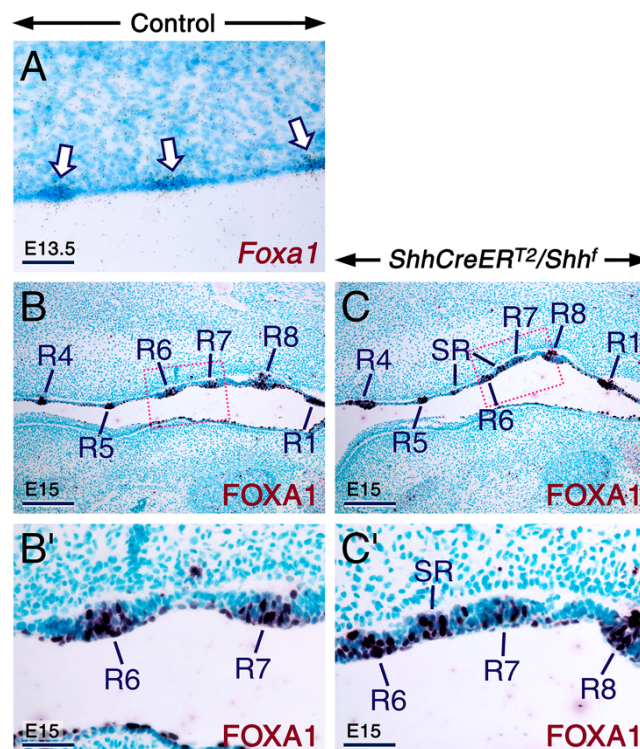 Control
A
E13.5
Foxa1
ShhCreER^T2/Shh^f
B
R4
R6
R7
R8
R5
R1
E15
FOXA1
C
R4
SR
R7
R8
R5
R6
R1
E15
FOXA1
B'
R6
R7
E15
FOXA1
C'
SR
R6
R7
R8
E15
FOXA1